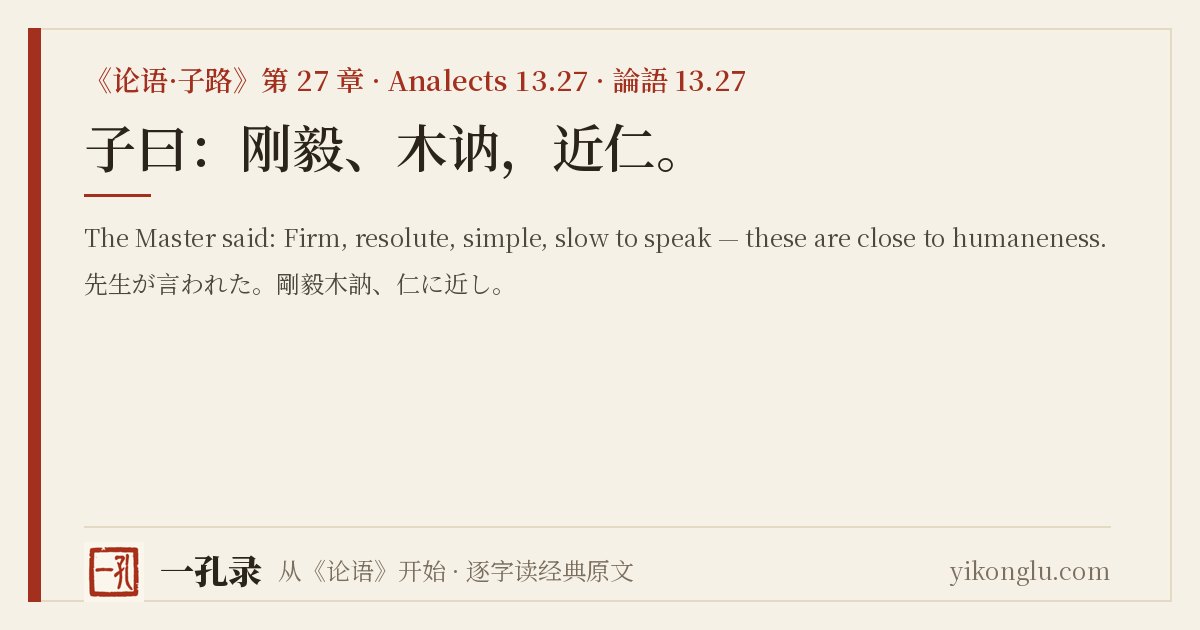 《论语·子路》第 27 章 · Analects 13.27 · 論語 13.27
子曰：刚毅、木讷，近仁。
The Master said: Firm, resolute, simple, slow to speak — these are close to humaneness.
先生が言われた。剛毅木訥、仁に近し。
一孔
一孔录 从《论语》开始 · 逐字读经典原文 yikonglu.com